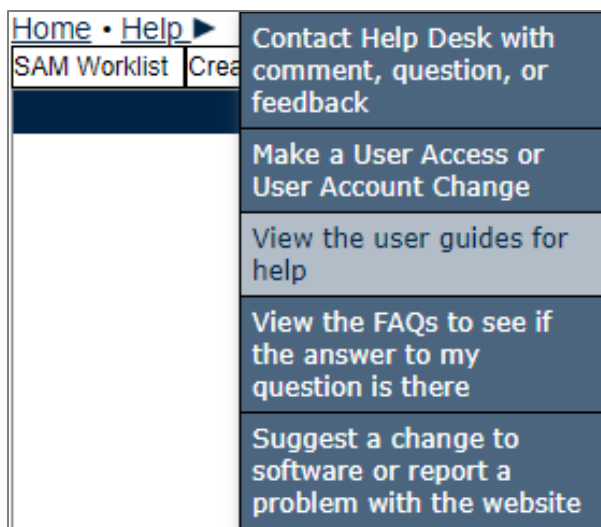 Home • Help ►
SAM Worklist Crea
Contact Help Desk with
comment, question, or
feedback
Make a User Access or
User Account Change
View the user guides for
help
View the FAQs to see if
the answer to my
question is there
Suggest a change to
software or report a
problem with the website